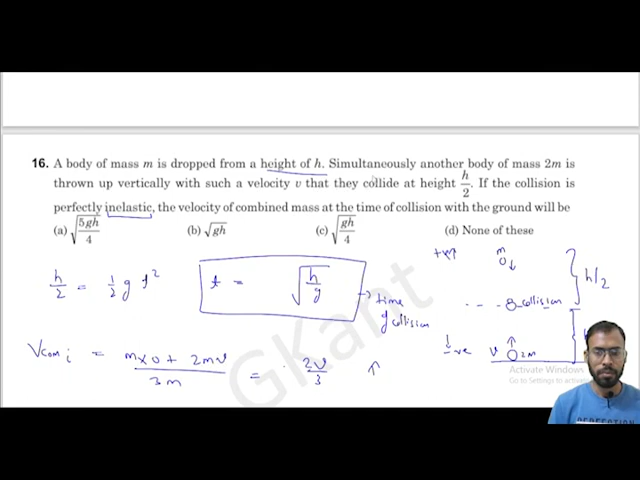 16. A body of mass m is dropped from a height of h. Simultaneously another body of mass 2m is
thrown up vertically with such a velocity v that they collide at height h/2. If the collision is
perfectly inelastic, the velocity of combined mass at the time of collision with the ground will be
(a) √(5gh/4) (b) √gh (c) √(gh/4) (d) None of these
h/2 = 1/2 g t²
t = √(h/g) → time of collision
+ve ↑
m
↓
h/2
collision
↓ -ve
v ↑ 2m
Vcom i = (m×0 + 2mv)/3m = 2v/3 ↑
GKant
Activate Windows
Go to Settings to activate